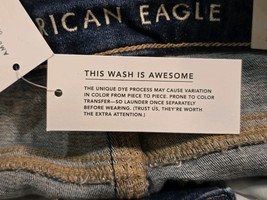 RICAN EAGLE
THIS WASH IS AWESOME
THE UNIQUE DYE PROCESS MAY CAUSE VARIATION
IN COLOR FROM PIECE TO PIECE. PRONE TO COLOR
TRANSFER—SO LAUNDER ONCE SEPARATELY
BEFORE WEARING. (TRUST US, THEY'RE WORTH
THE EXTRA ATTENTION.)